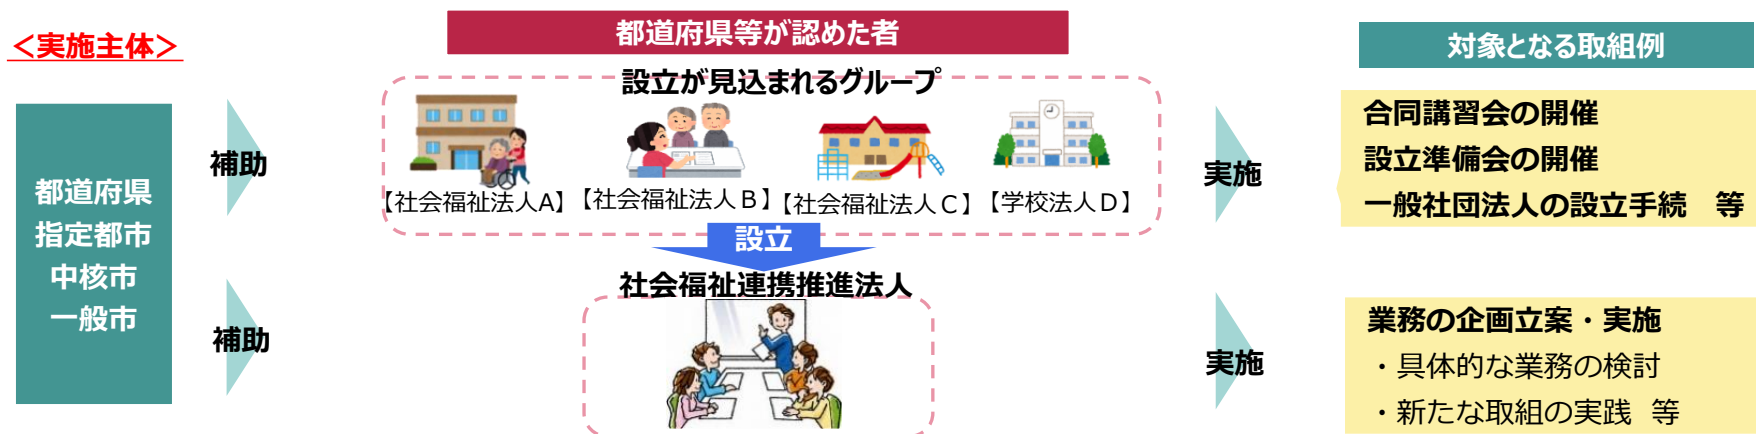 <実施主体>
都道府県
指定都市
中核市
一般市
補助
補助
都道府県等が認めた者
設立が見込まれるグループ
【社会福祉法人A】
【社会福祉法人B】
【社会福祉法人C】
【学校法人D】
設立
社会福祉連携推進法人
実施
実施
対象となる取組例
合同講習会の開催
設立準備会の開催
一般社団法人の設立手続 等
業務の企画立案・実施
・具体的な業務の検討
・新たな取組の実践 等